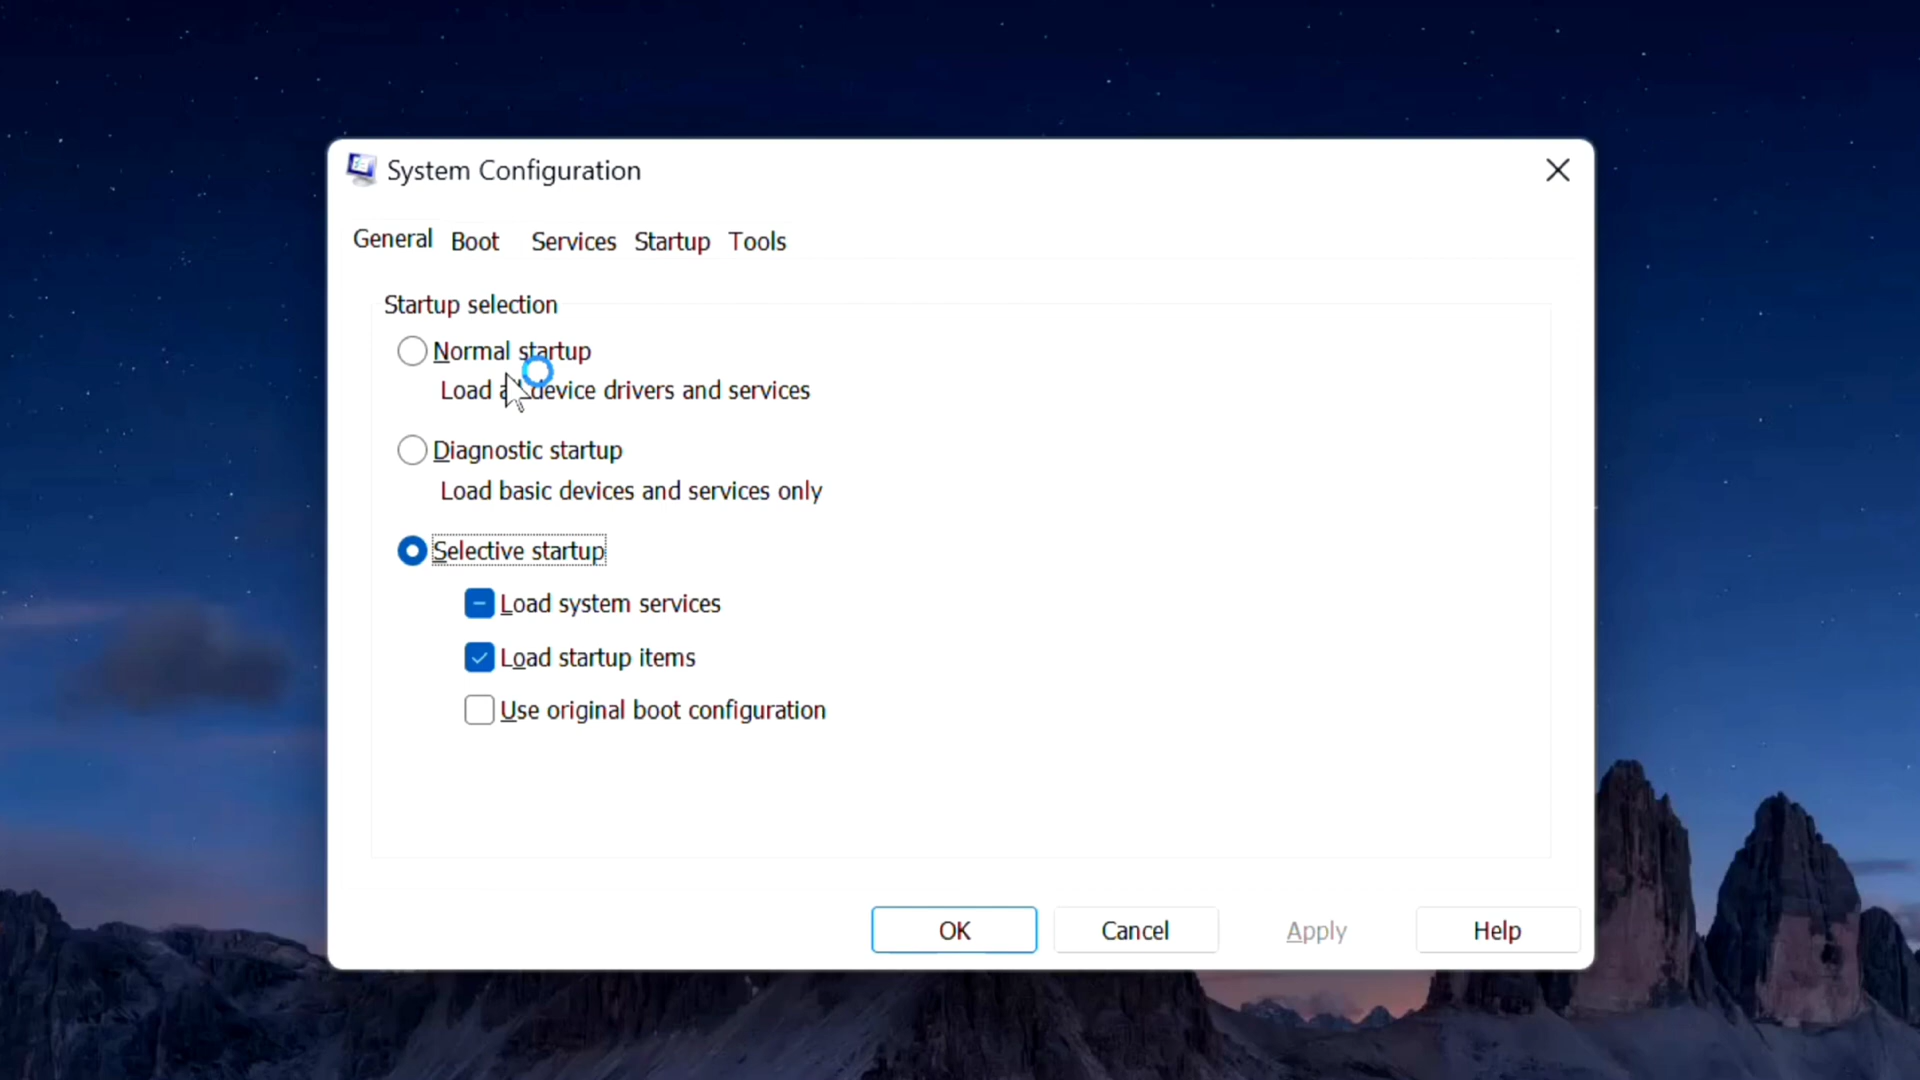 System Configuration
General Boot Services Startup Tools
Startup selection
Normal startup
Load all device drivers and services
Diagnostic startup
Load basic devices and services only
Selective startup
Load system services
Load startup items
Use original boot configuration
OK Cancel Apply Help